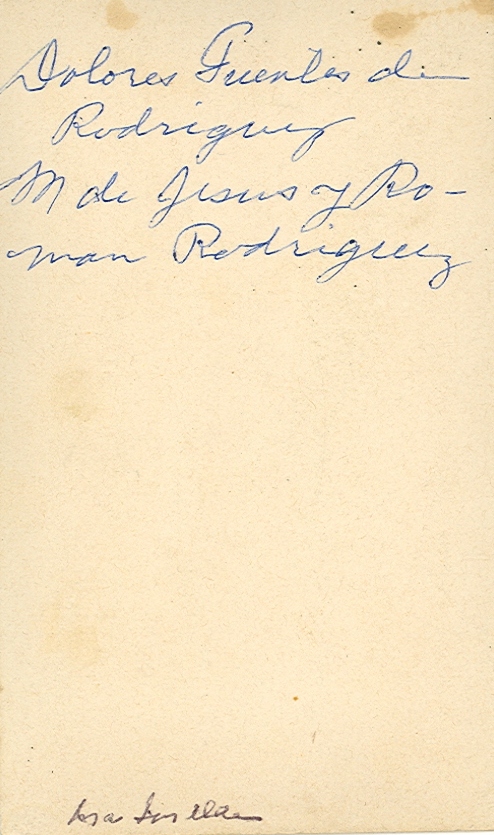 Dolores Fuentes de
Rodriguez
M de Jesus y Ro-
man Rodriguez